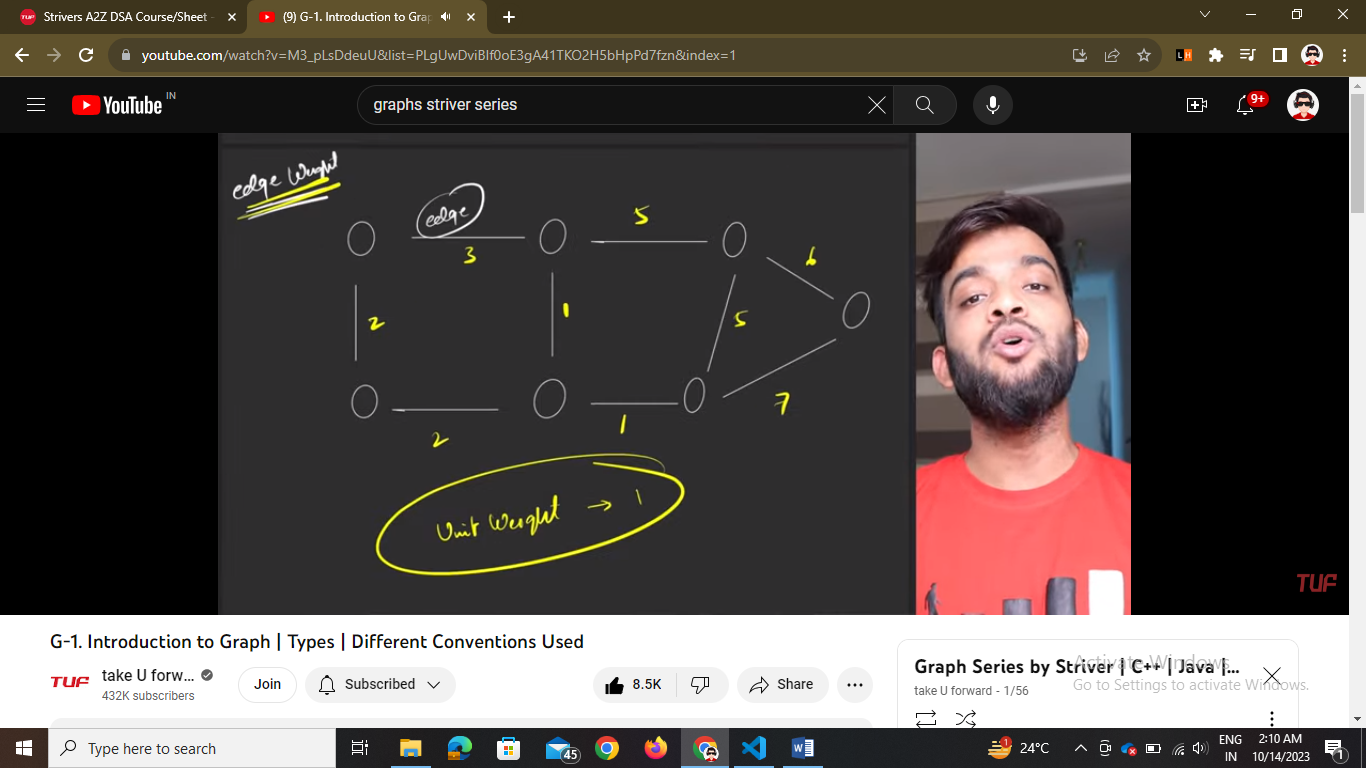 TUF Strivers A2Z DSA Course/Sheet -
(9) G-1. Introduction to Grap
youtube.com/watch?v=M3_pLsDdeuU&list=PLgUwDviBIf0oE3gA41TKO2H5bHpPd7fzn&index=1
LH
YouTube IN
graphs striver series
9+
edge Weight
edge
5
3
6
2
1
5
7
2
1
Unit Weight → 1
TUF
G-1. Introduction to Graph | Types | Different Conventions Used
TUF
take U forw...
432K subscribers
Join
Subscribed
8.5K
Share
...
Graph Series by Striver | C++ | Java |...
take U forward - 1/56
Activate Windows
Go to Settings to activate Windows.
Type here to search
45
1
24°C
ENG
IN
2:10 AM
10/14/2023
1